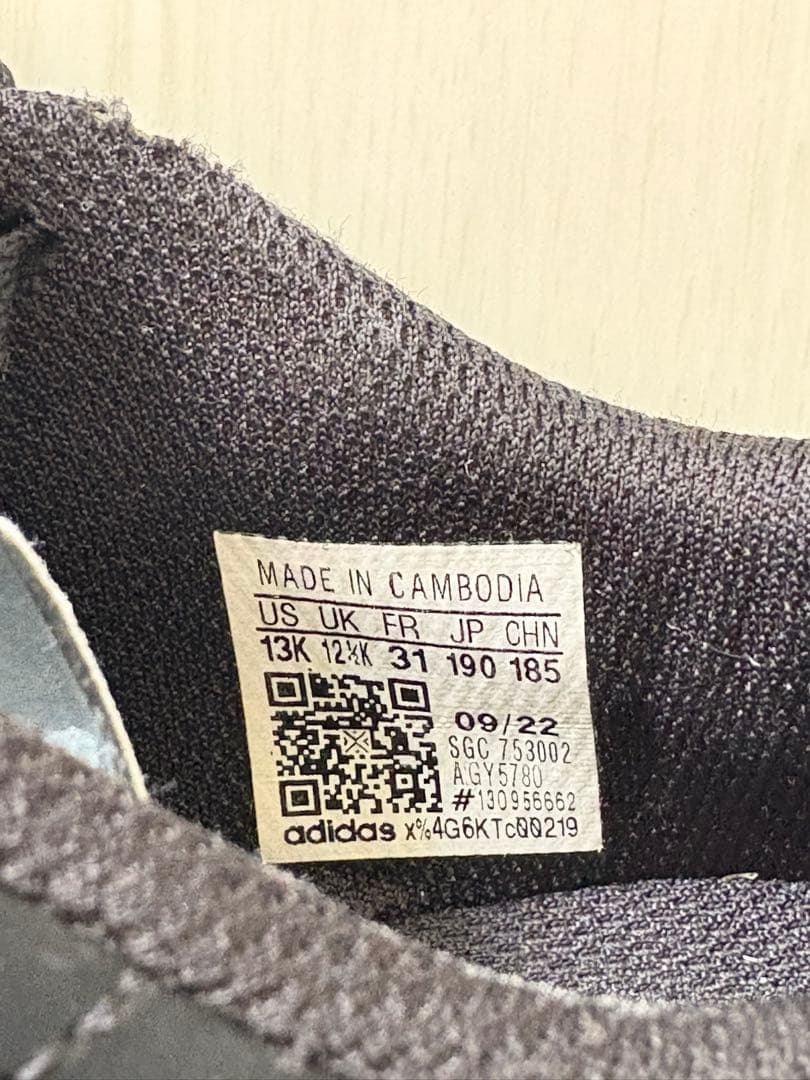 MADE IN CAMBODIA
US UK FR JP CHN
13K 12½K 31 190 185
09/22
SGC 753002
A GY5780
#130956662
adidas x%4G6KTc00219